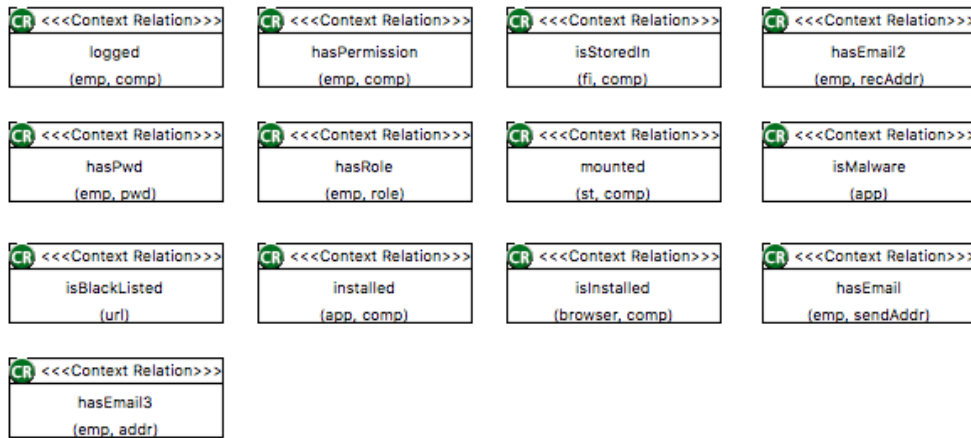 CR <<<Context Relation>>>
logged
(emp, comp)
CR <<<Context Relation>>>
hasPermission
(emp, comp)
CR <<<Context Relation>>>
isStoredIn
(fi, comp)
CR <<<Context Relation>>>
hasEmail2
(emp, recAddr)
CR <<<Context Relation>>>
hasPwd
(emp, pwd)
CR <<<Context Relation>>>
hasRole
(emp, role)
CR <<<Context Relation>>>
mounted
(st, comp)
CR <<<Context Relation>>>
isMalware
(app)
CR <<<Context Relation>>>
isBlackListed
(url)
CR <<<Context Relation>>>
installed
(app, comp)
CR <<<Context Relation>>>
isInstalled
(browser, comp)
CR <<<Context Relation>>>
hasEmail
(emp, sendAddr)
CR <<<Context Relation>>>
hasEmail3
(emp, addr)